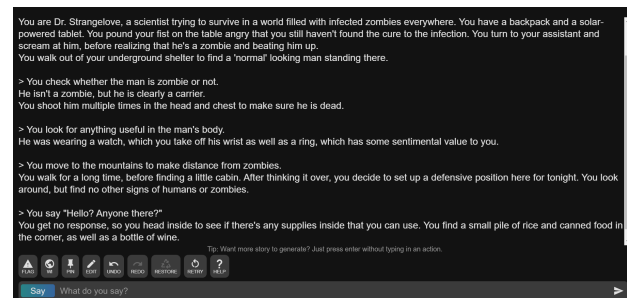 You are Dr. Strangelove, a scientist trying to survive in a world filled with infected zombies everywhere. You have a backpack and a solar-
powered tablet. You pound your fist on the table angry that you still haven't found the cure to the infection. You turn to your assistant and
scream at him, before realizing that he's a zombie and beating him up.
You walk out of your underground shelter to find a 'normal' looking man standing there.
> You check whether the man is zombie or not.
He isn't a zombie, but he is clearly a carrier.
You shoot him multiple times in the head and chest to make sure he is dead.
> You look for anything useful in the man's body.
He was wearing a watch, which you take off his wrist as well as a ring, which has some sentimental value to you.
> You move to the mountains to make distance from zombies.
You walk for a long time, before finding a little cabin. After thinking it over, you decide to set up a defensive position here for tonight. You look
around, but find no other signs of humans or zombies.
> You say "Hello? Anyone there?"
You get no response, so you head inside to see if there's any supplies inside that you can use. You find a small pile of rice and canned food in
the corner, as well as a bottle of wine.
Tip: Want more story to generate? Just press enter without typing in an action.
FLAG WI PIN EDIT UNDO REDO RESTORE RETRY HELP
Say What do you say?